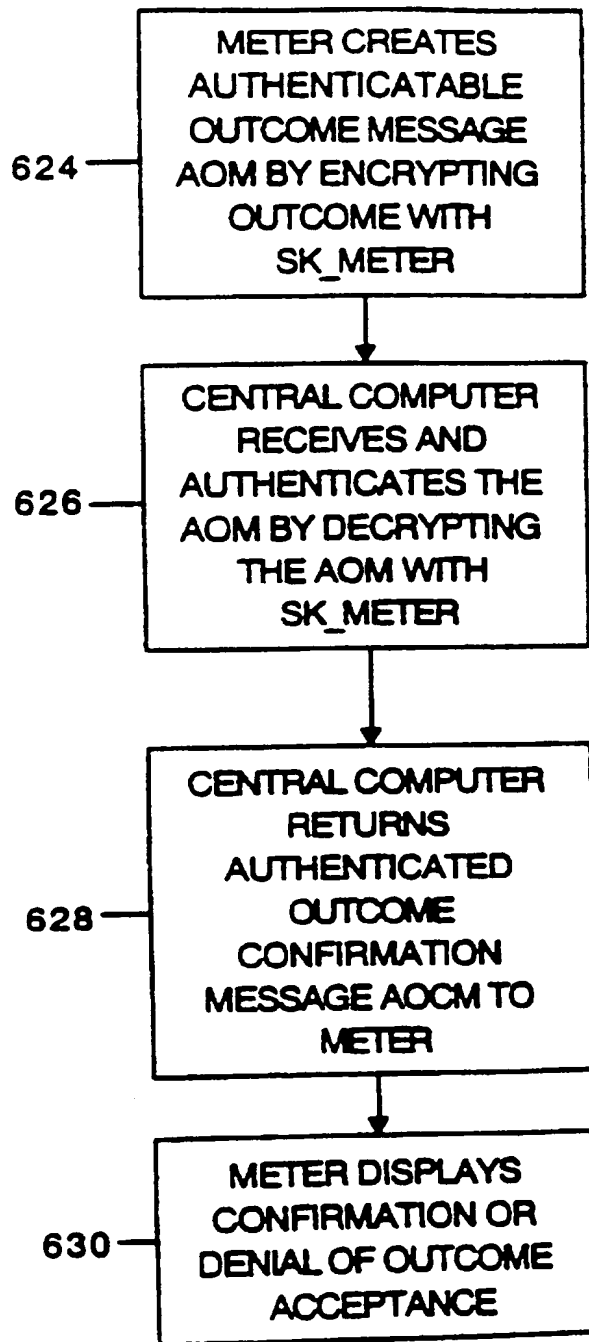 METER CREATES
AUTHENTICATABLE
OUTCOME MESSAGE
624
AOM BY ENCRYPTING
OUTCOME WITH
SK_METER
CENTRAL COMPUTER
RECEIVES AND
AUTHENTICATES THE
626
AOM BY DECRYPTING
THE AOM WITH
SK_METER
CENTRAL COMPUTER
RETURNS
AUTHENTICATED
628
OUTCOME
CONFIRMATION
MESSAGE AOCM TO
METER
METER DISPLAYS
CONFIRMATION OR
630
DENIAL OF OUTCOME
ACCEPTANCE